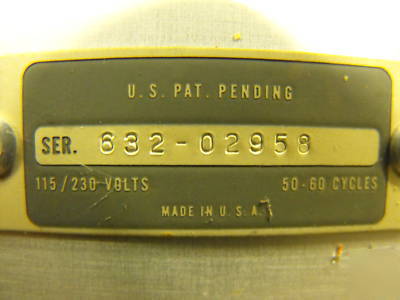 U. S. PAT. PENDING
SER. 632-02958
115/230 VOLTS 50-60 CYCLES
MADE IN U. S. A.